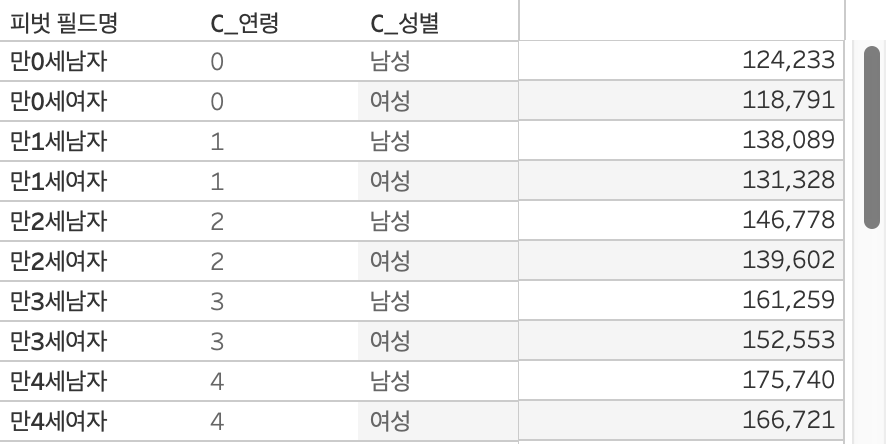 피벗 필드명 C_연령 C_성별
만0세남자 0 남성 124,233
만0세여자 0 여성 118,791
만1세남자 1 남성 138,089
만1세여자 1 여성 131,328
만2세남자 2 남성 146,778
만2세여자 2 여성 139,602
만3세남자 3 남성 161,259
만3세여자 3 여성 152,553
만4세남자 4 남성 175,740
만4세여자 4 여성 166,721